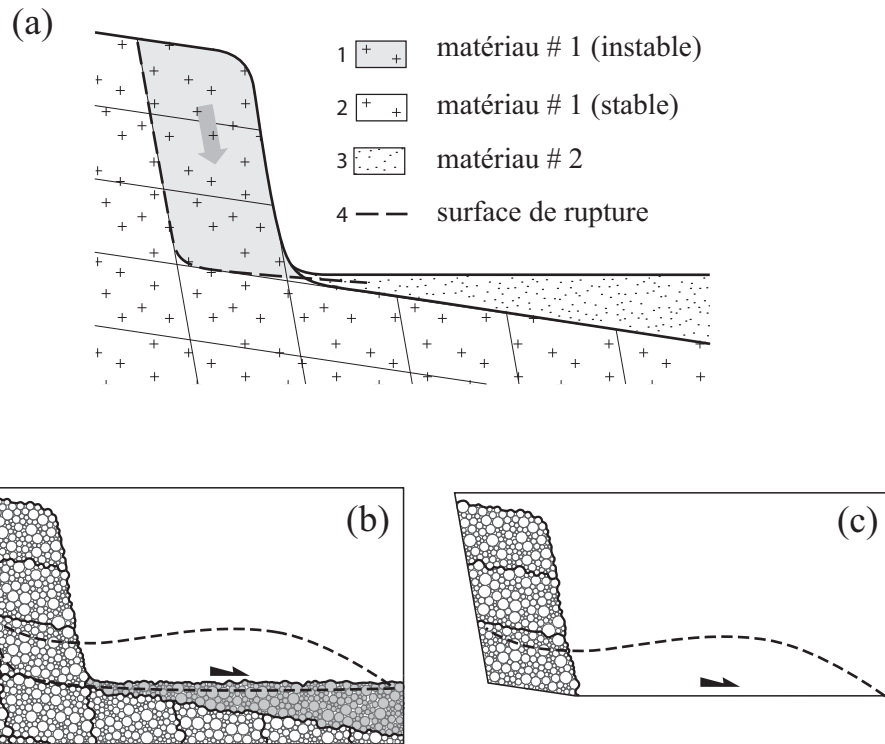 (a)
1 matériau # 1 (instable)
2 matériau # 1 (stable)
3 matériau # 2
4 surface de rupture
(b)
(c)